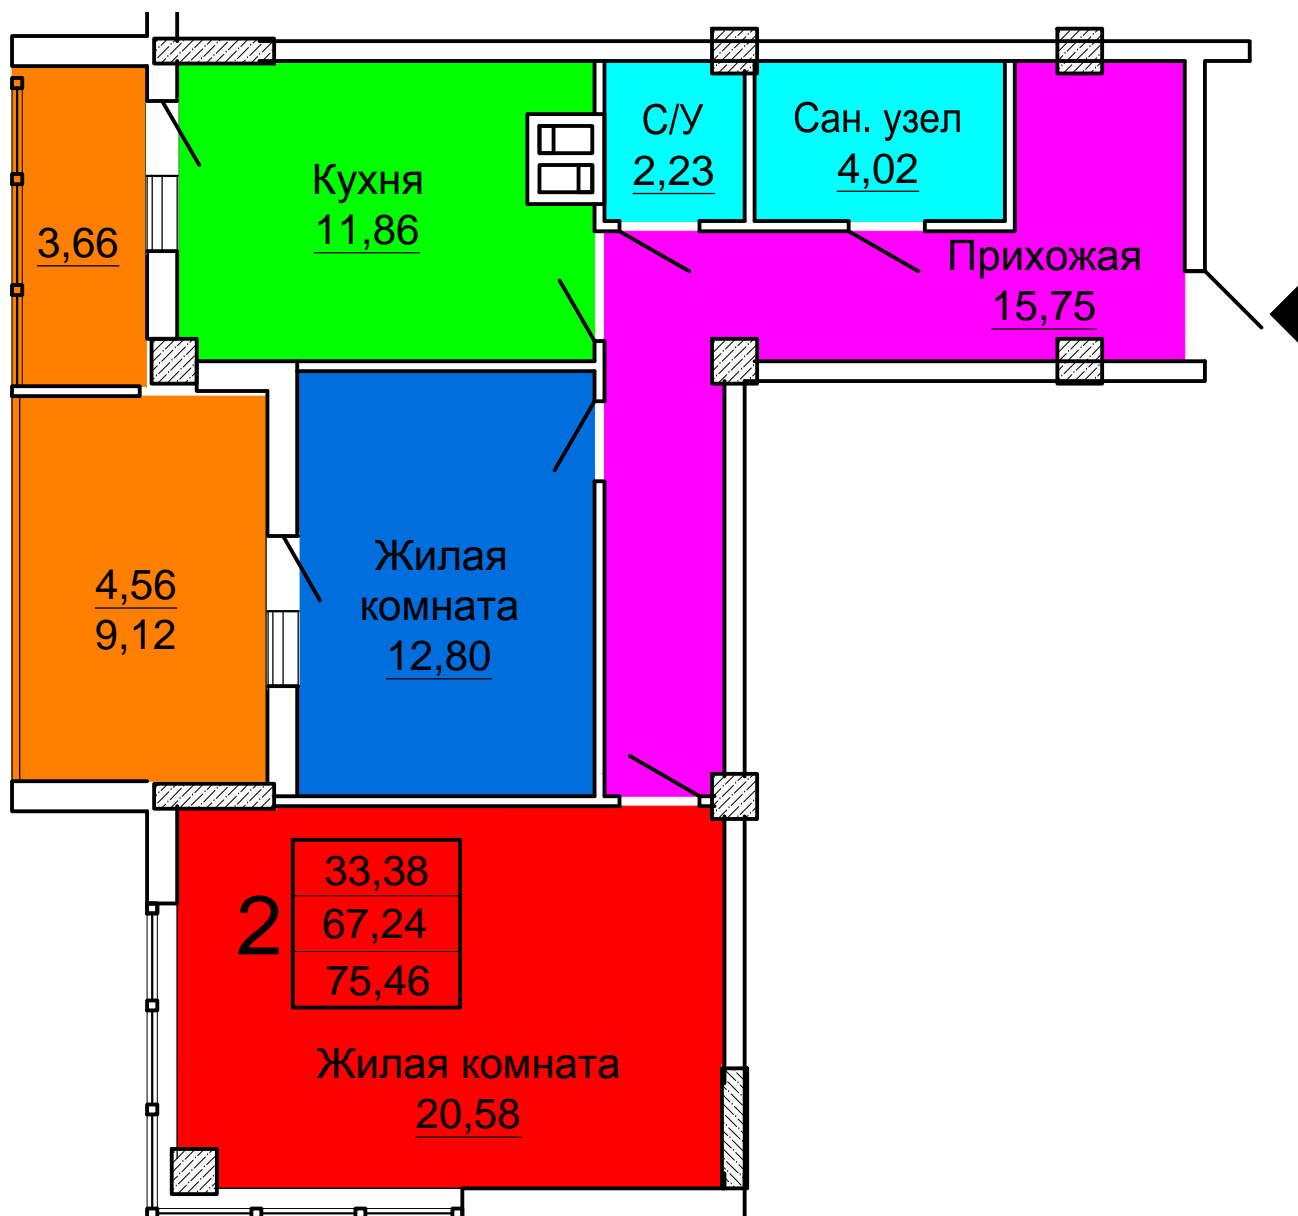 С/У
2,23
Сан. узел
4,02
Кухня
11,86
3,66
Прихожая
15,75
Жилая
комната
12,80
4,56
9,12
2
33,38
67,24
75,46
Жилая комната
20,58